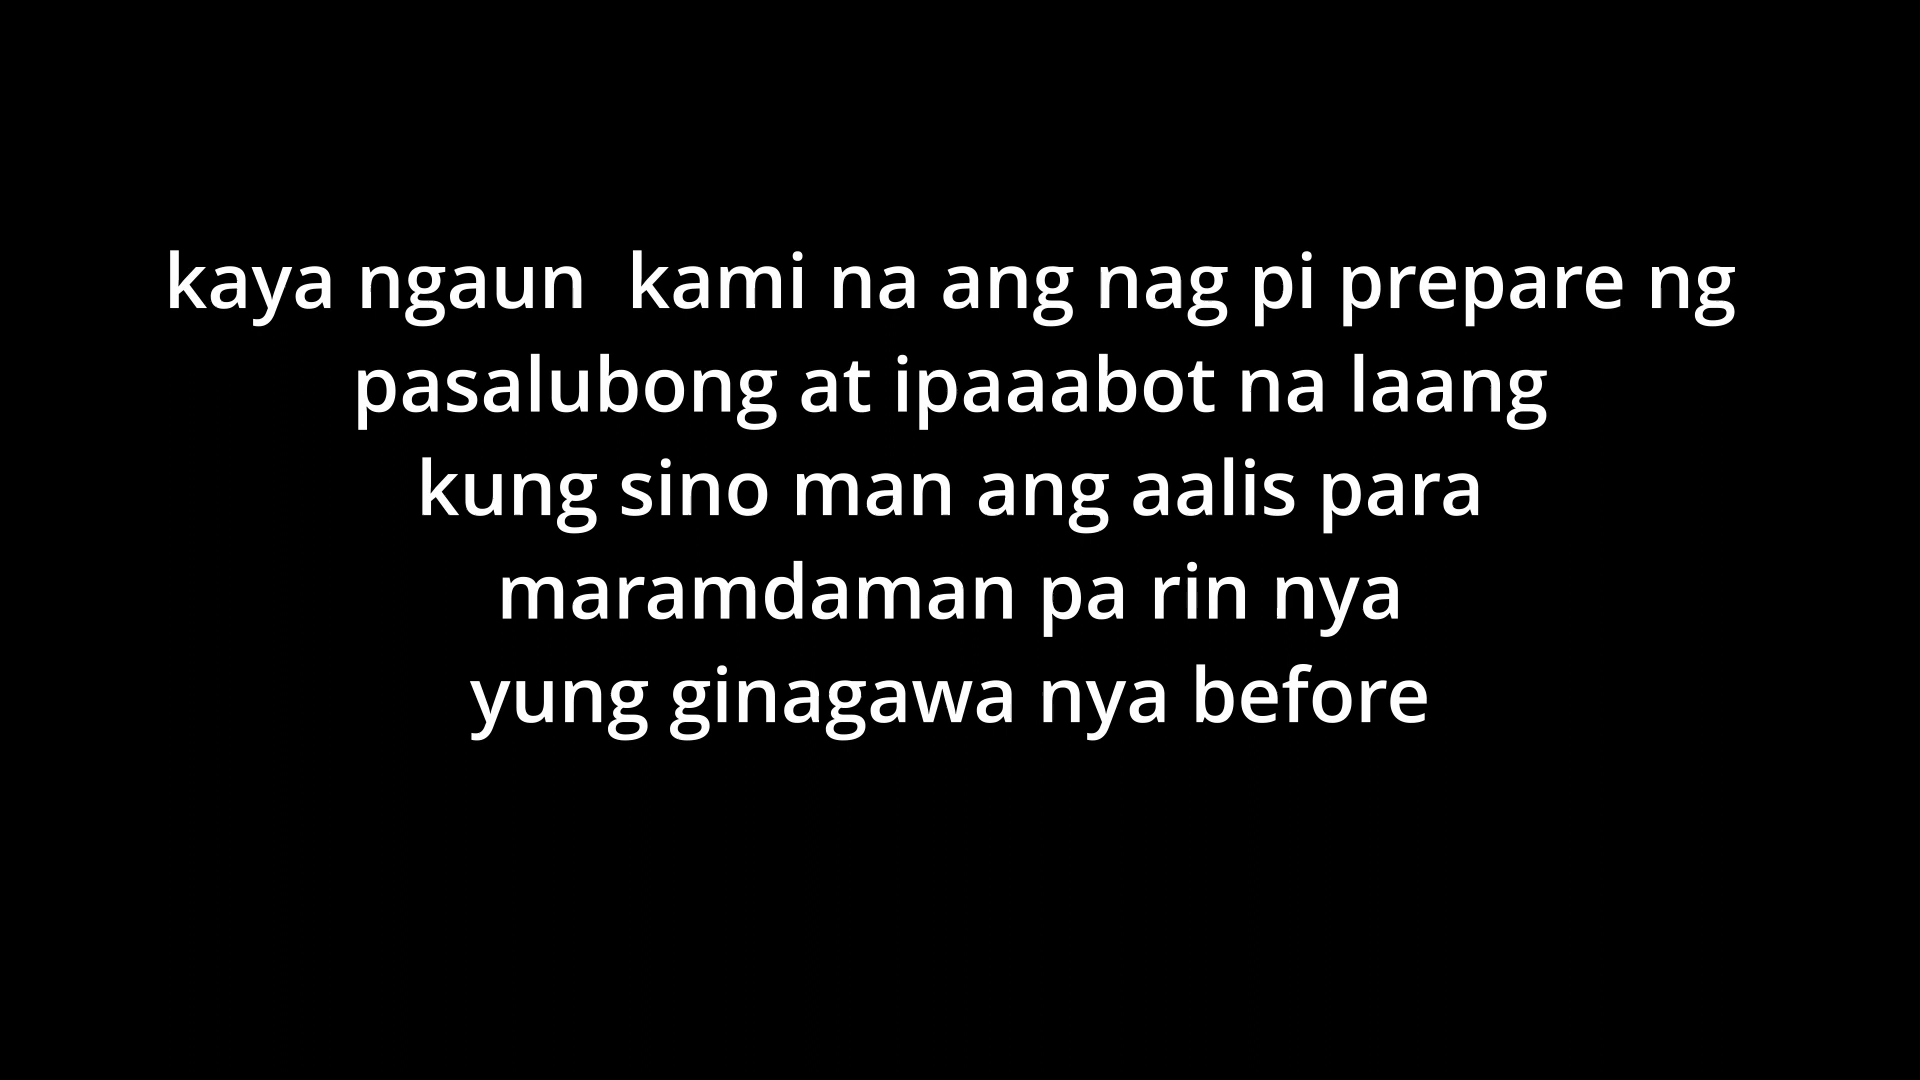 kaya ngaun  kami na ang nag pi prepare ng
pasalubong at ipaaabot na laang
kung sino man ang aalis para
maramdaman pa rin nya
yung ginagawa nya before